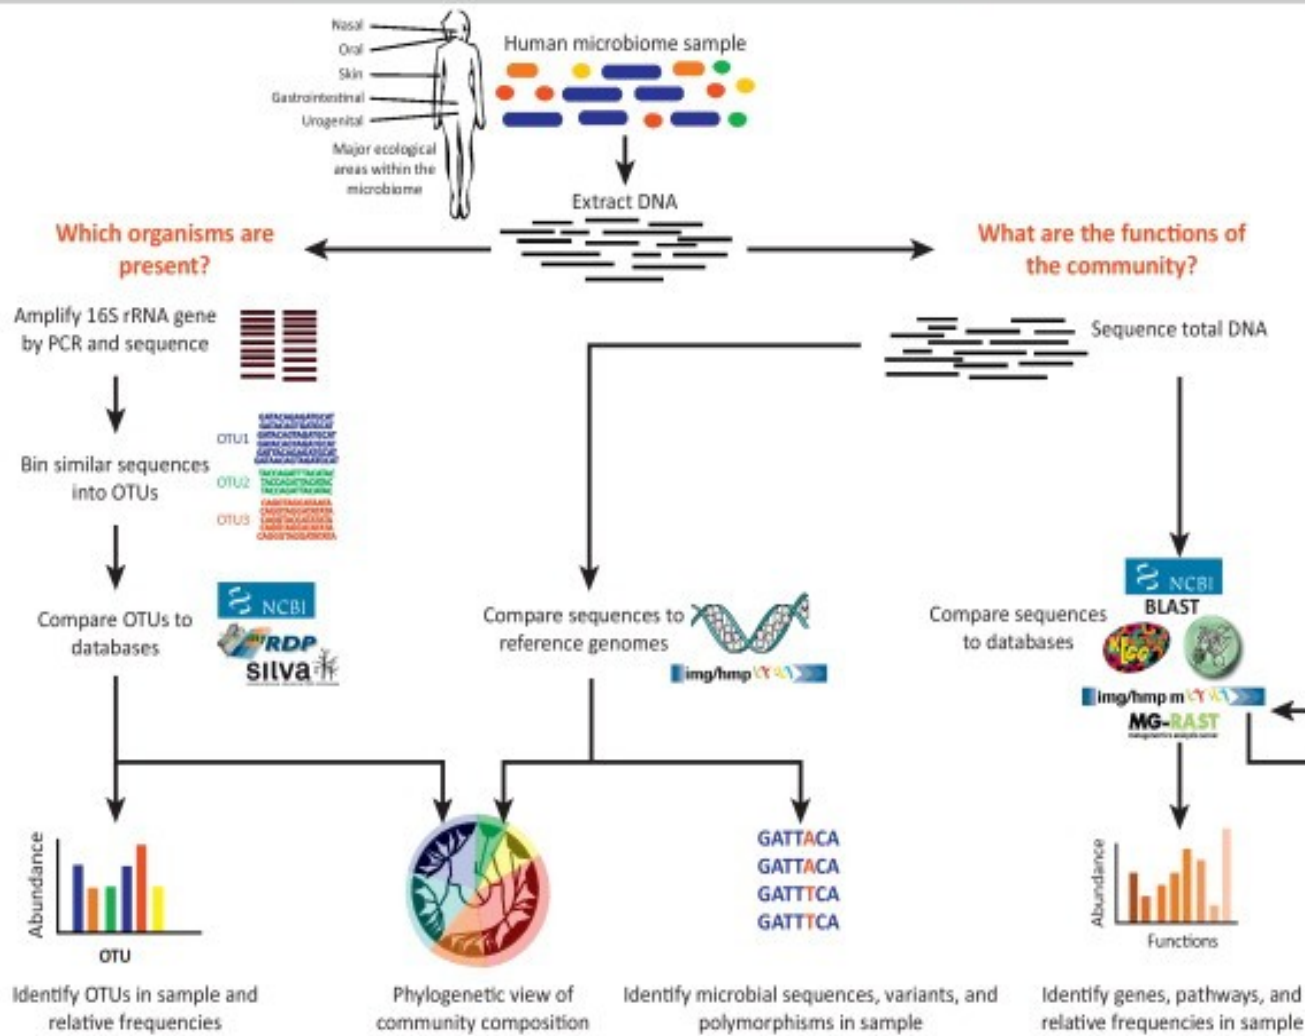 Nasal
Oral
Skin
Gastrointestinal
Urogenital
Major ecological
areas within the
microbiome
Human microbiome sample
Extract DNA
Which organisms are
present?
What are the functions of
the community?
Amplify 16S rRNA gene
by PCR and sequence
Sequence total DNA
OTU1
OTU2
OTU3
Bin similar sequences
into OTUs
Compare OTUs to
databases
NCBI
RDP
silva
Compare sequences to
reference genomes
img/hmp
Compare sequences
to databases
NCBI
BLAST
KEGG
img/hmp m
MG-RAST
Abundance
OTU
Identify OTUs in sample and
relative frequencies
Phylogenetic view of
community composition
GATTACA
GATTACA
GATTTCA
GATTTCA
Identify microbial sequences, variants, and
polymorphisms in sample
Abundance
Functions
Identify genes, pathways, and
relative frequencies in sample